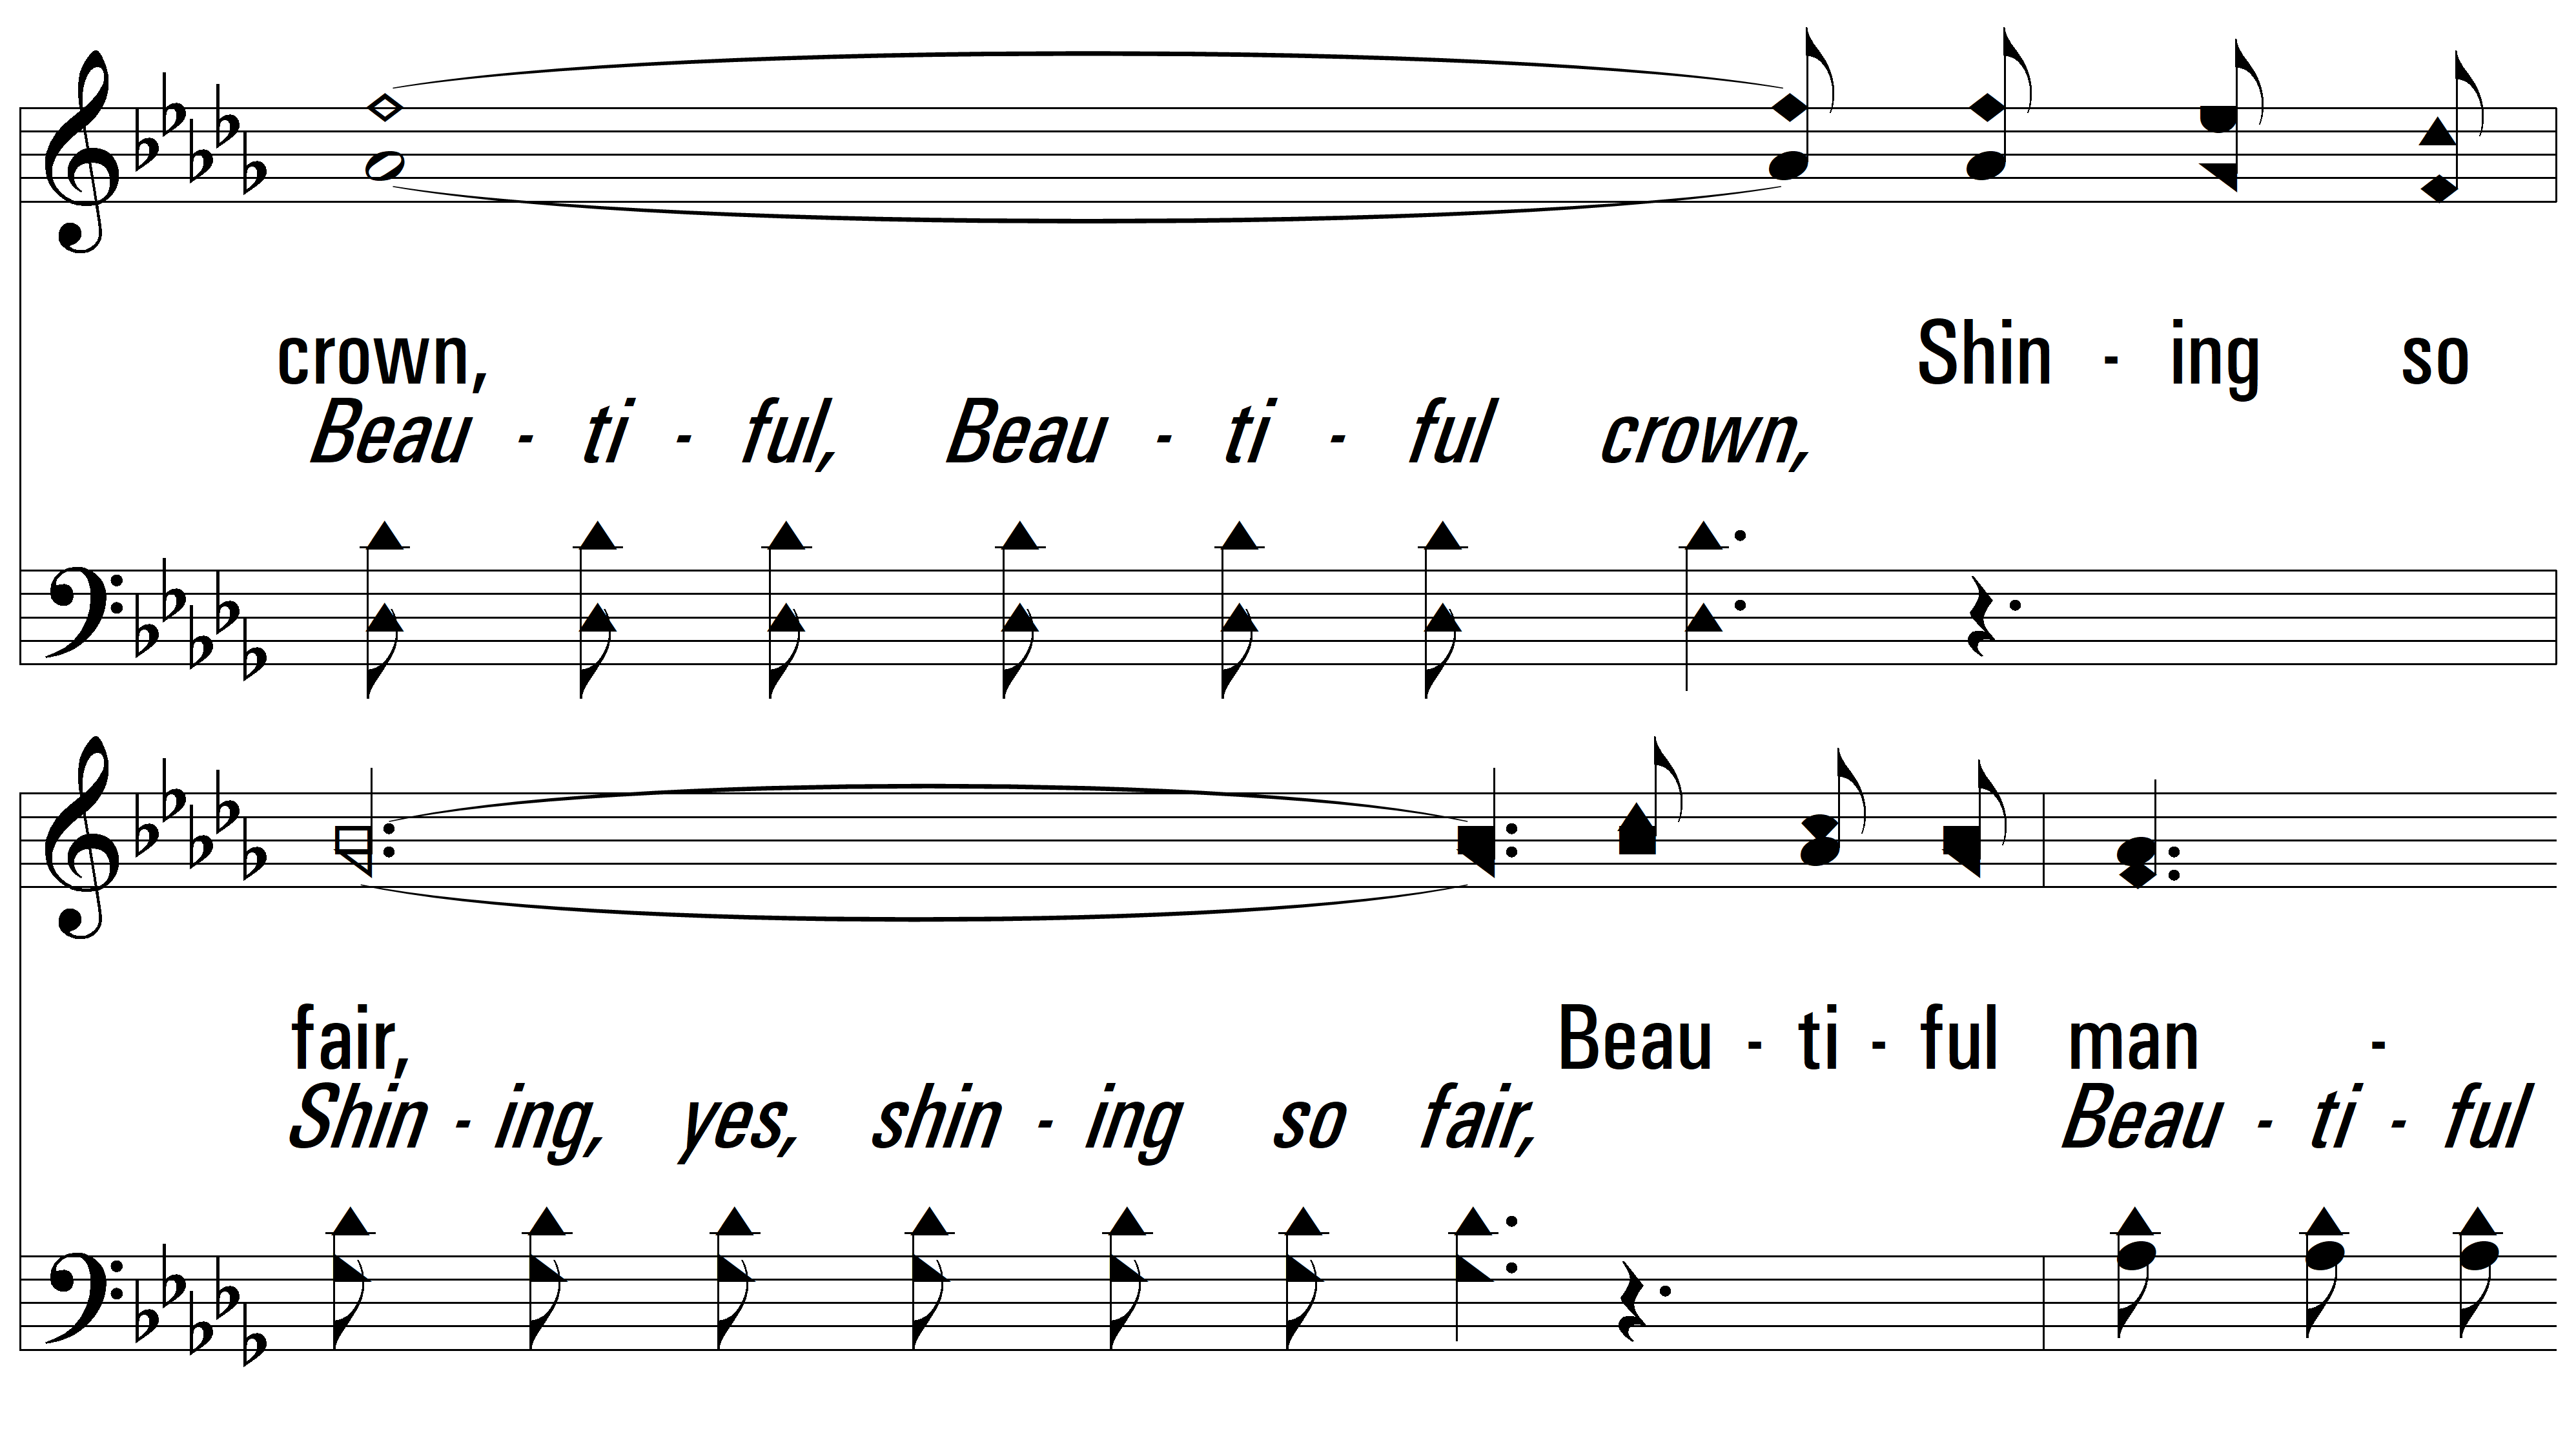 crown, Shin - ing so
Beau - ti - ful, Beau - ti - ful crown,
fair, Beau - ti - ful man -
Shin - ing, yes, shin - ing so fair, Beau - ti - ful